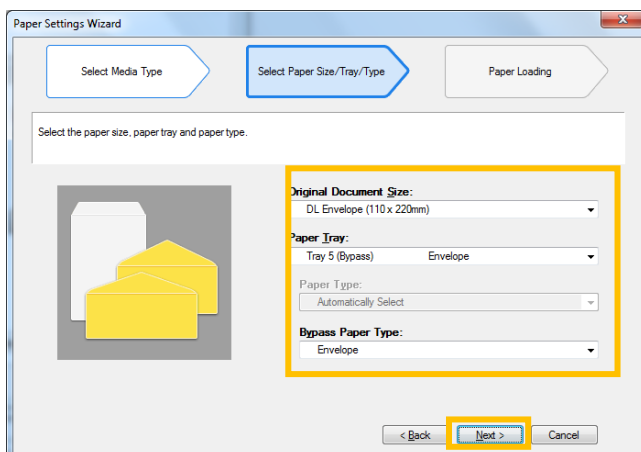 Paper Settings Wizard
Select Media Type
Select Paper Size/Tray/Type
Paper Loading
Select the paper size, paper tray and paper type.
Original Document Size:
DL Envelope (110 x 220mm)
Paper Tray:
Tray 5 (Bypass) Envelope
Paper Type:
Automatically Select
Bypass Paper Type:
Envelope
< Back Next > Cancel